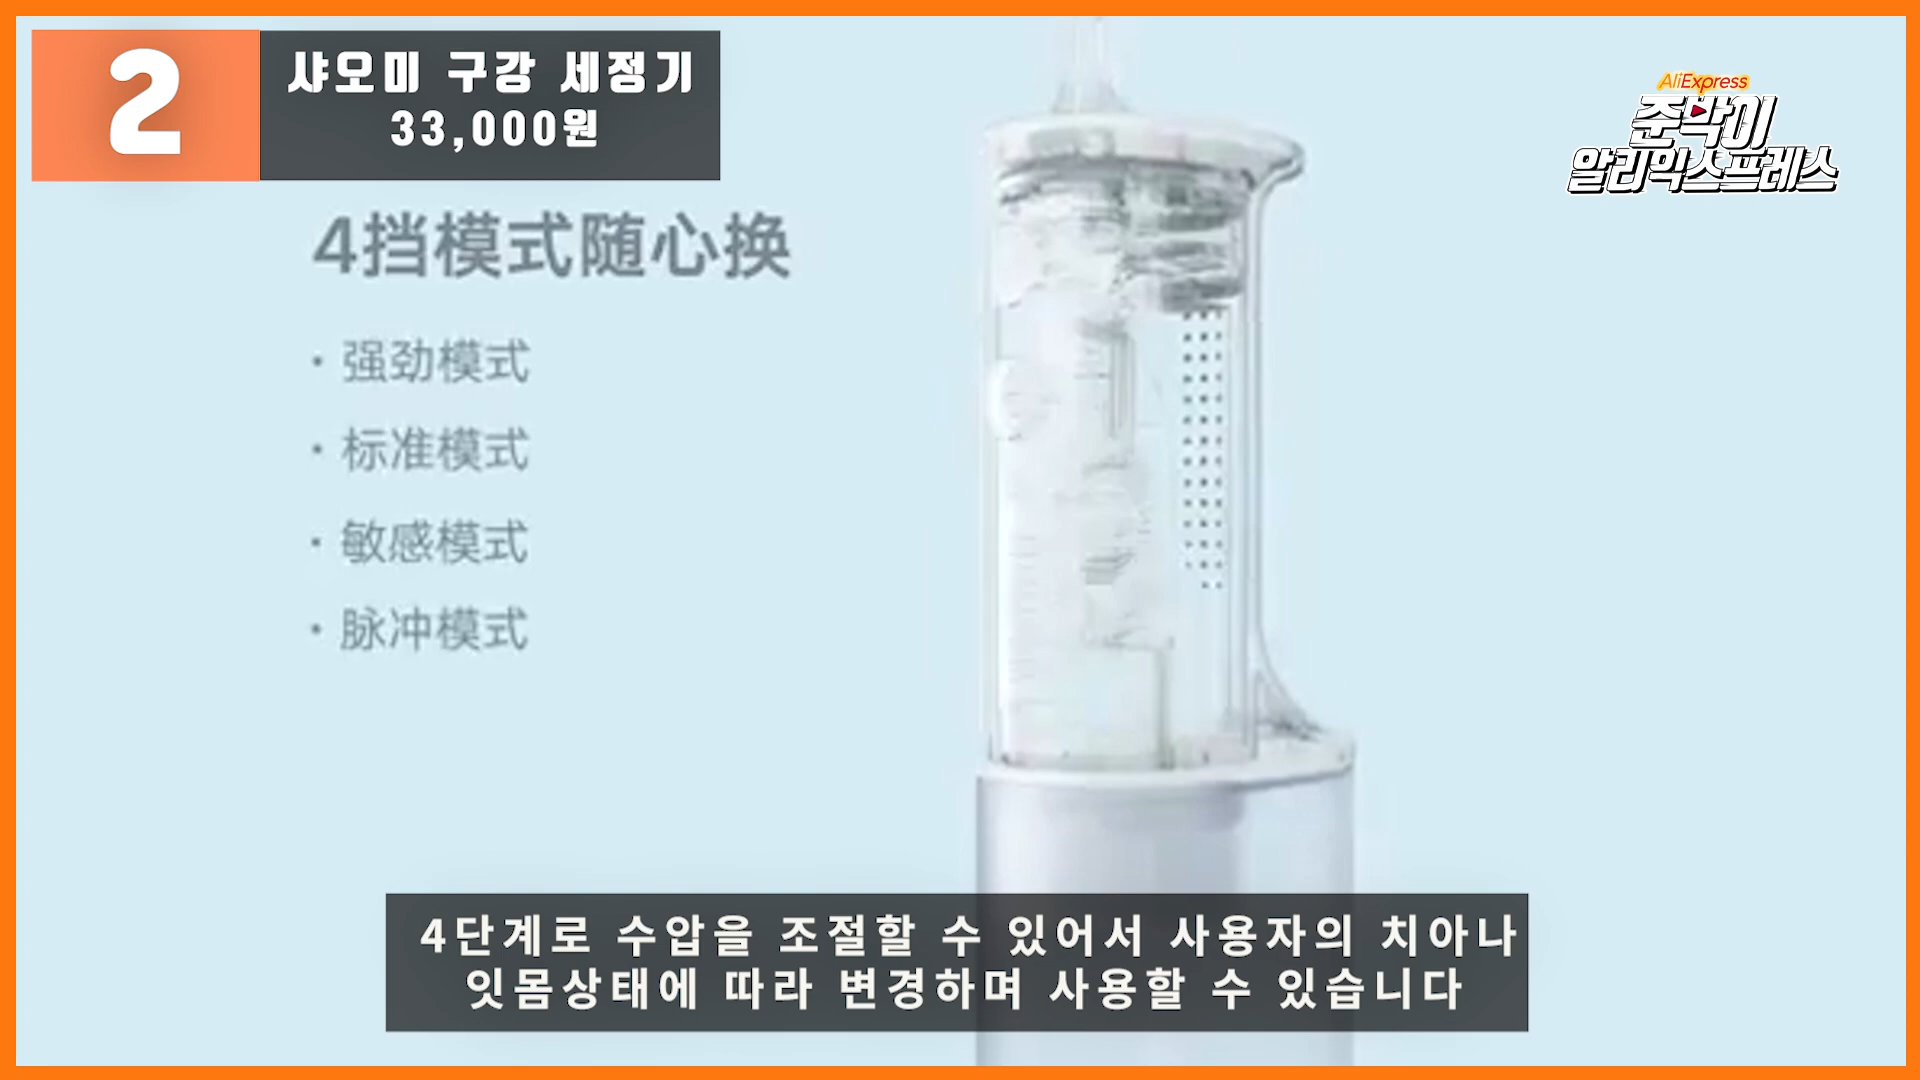 2
샤오미 구강 세정기
33,000원
AliExpress
준박이
알리익스프레스
4挡模式随心换
· 强劲模式
· 标准模式
· 敏感模式
· 脉冲模式
4단계로 수압을 조절할 수 있어서 사용자의 치아나
잇몸상태에 따라 변경하며 사용할 수 있습니다